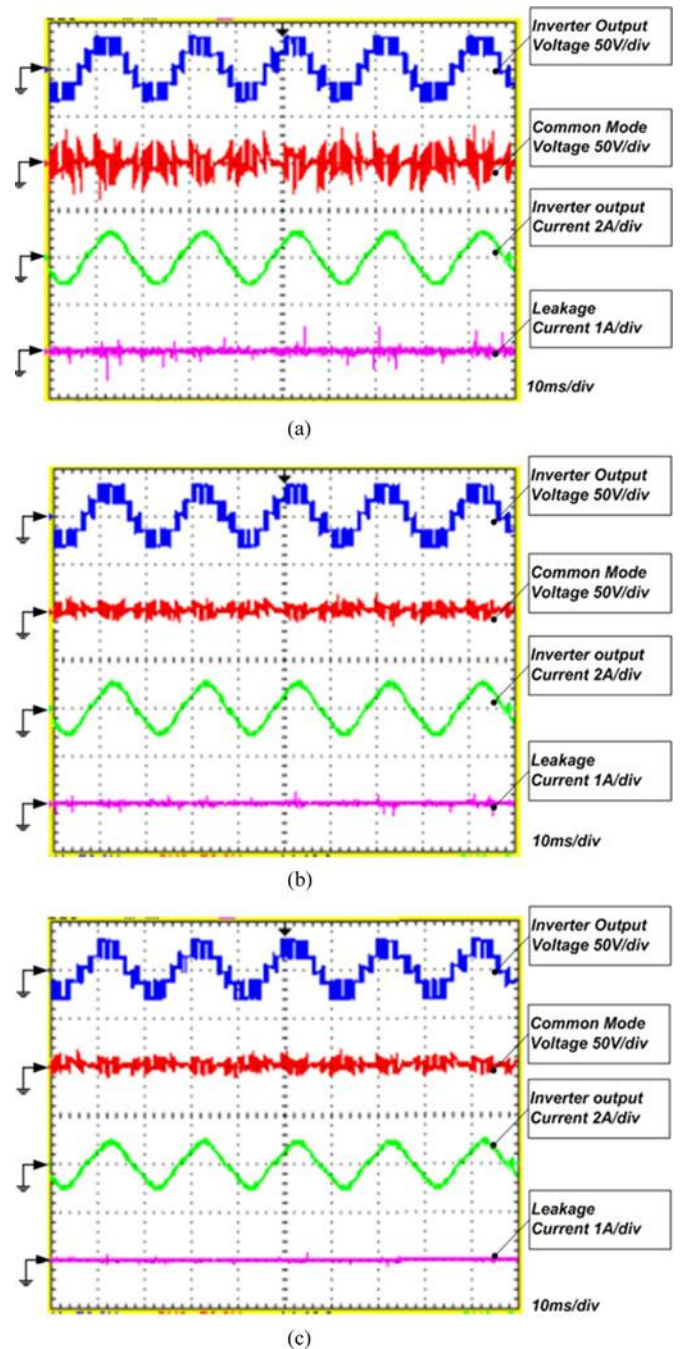 Inverter Output
Voltage 50V/div
Common Mode
Voltage 50V/div
Inverter output
Current 2A/div
Leakage
Current 1A/div
10ms/div
(a)
Inverter Output
Voltage 50V/div
Common Mode
Voltage 50V/div
Inverter output
Current 2A/div
Leakage
Current 1A/div
10ms/div
(b)
Inverter Output
Voltage 50V/div
Common Mode
Voltage 50V/div
Inverter output
Current 2A/div
Leakage
Current 1A/div
10ms/div
(c)